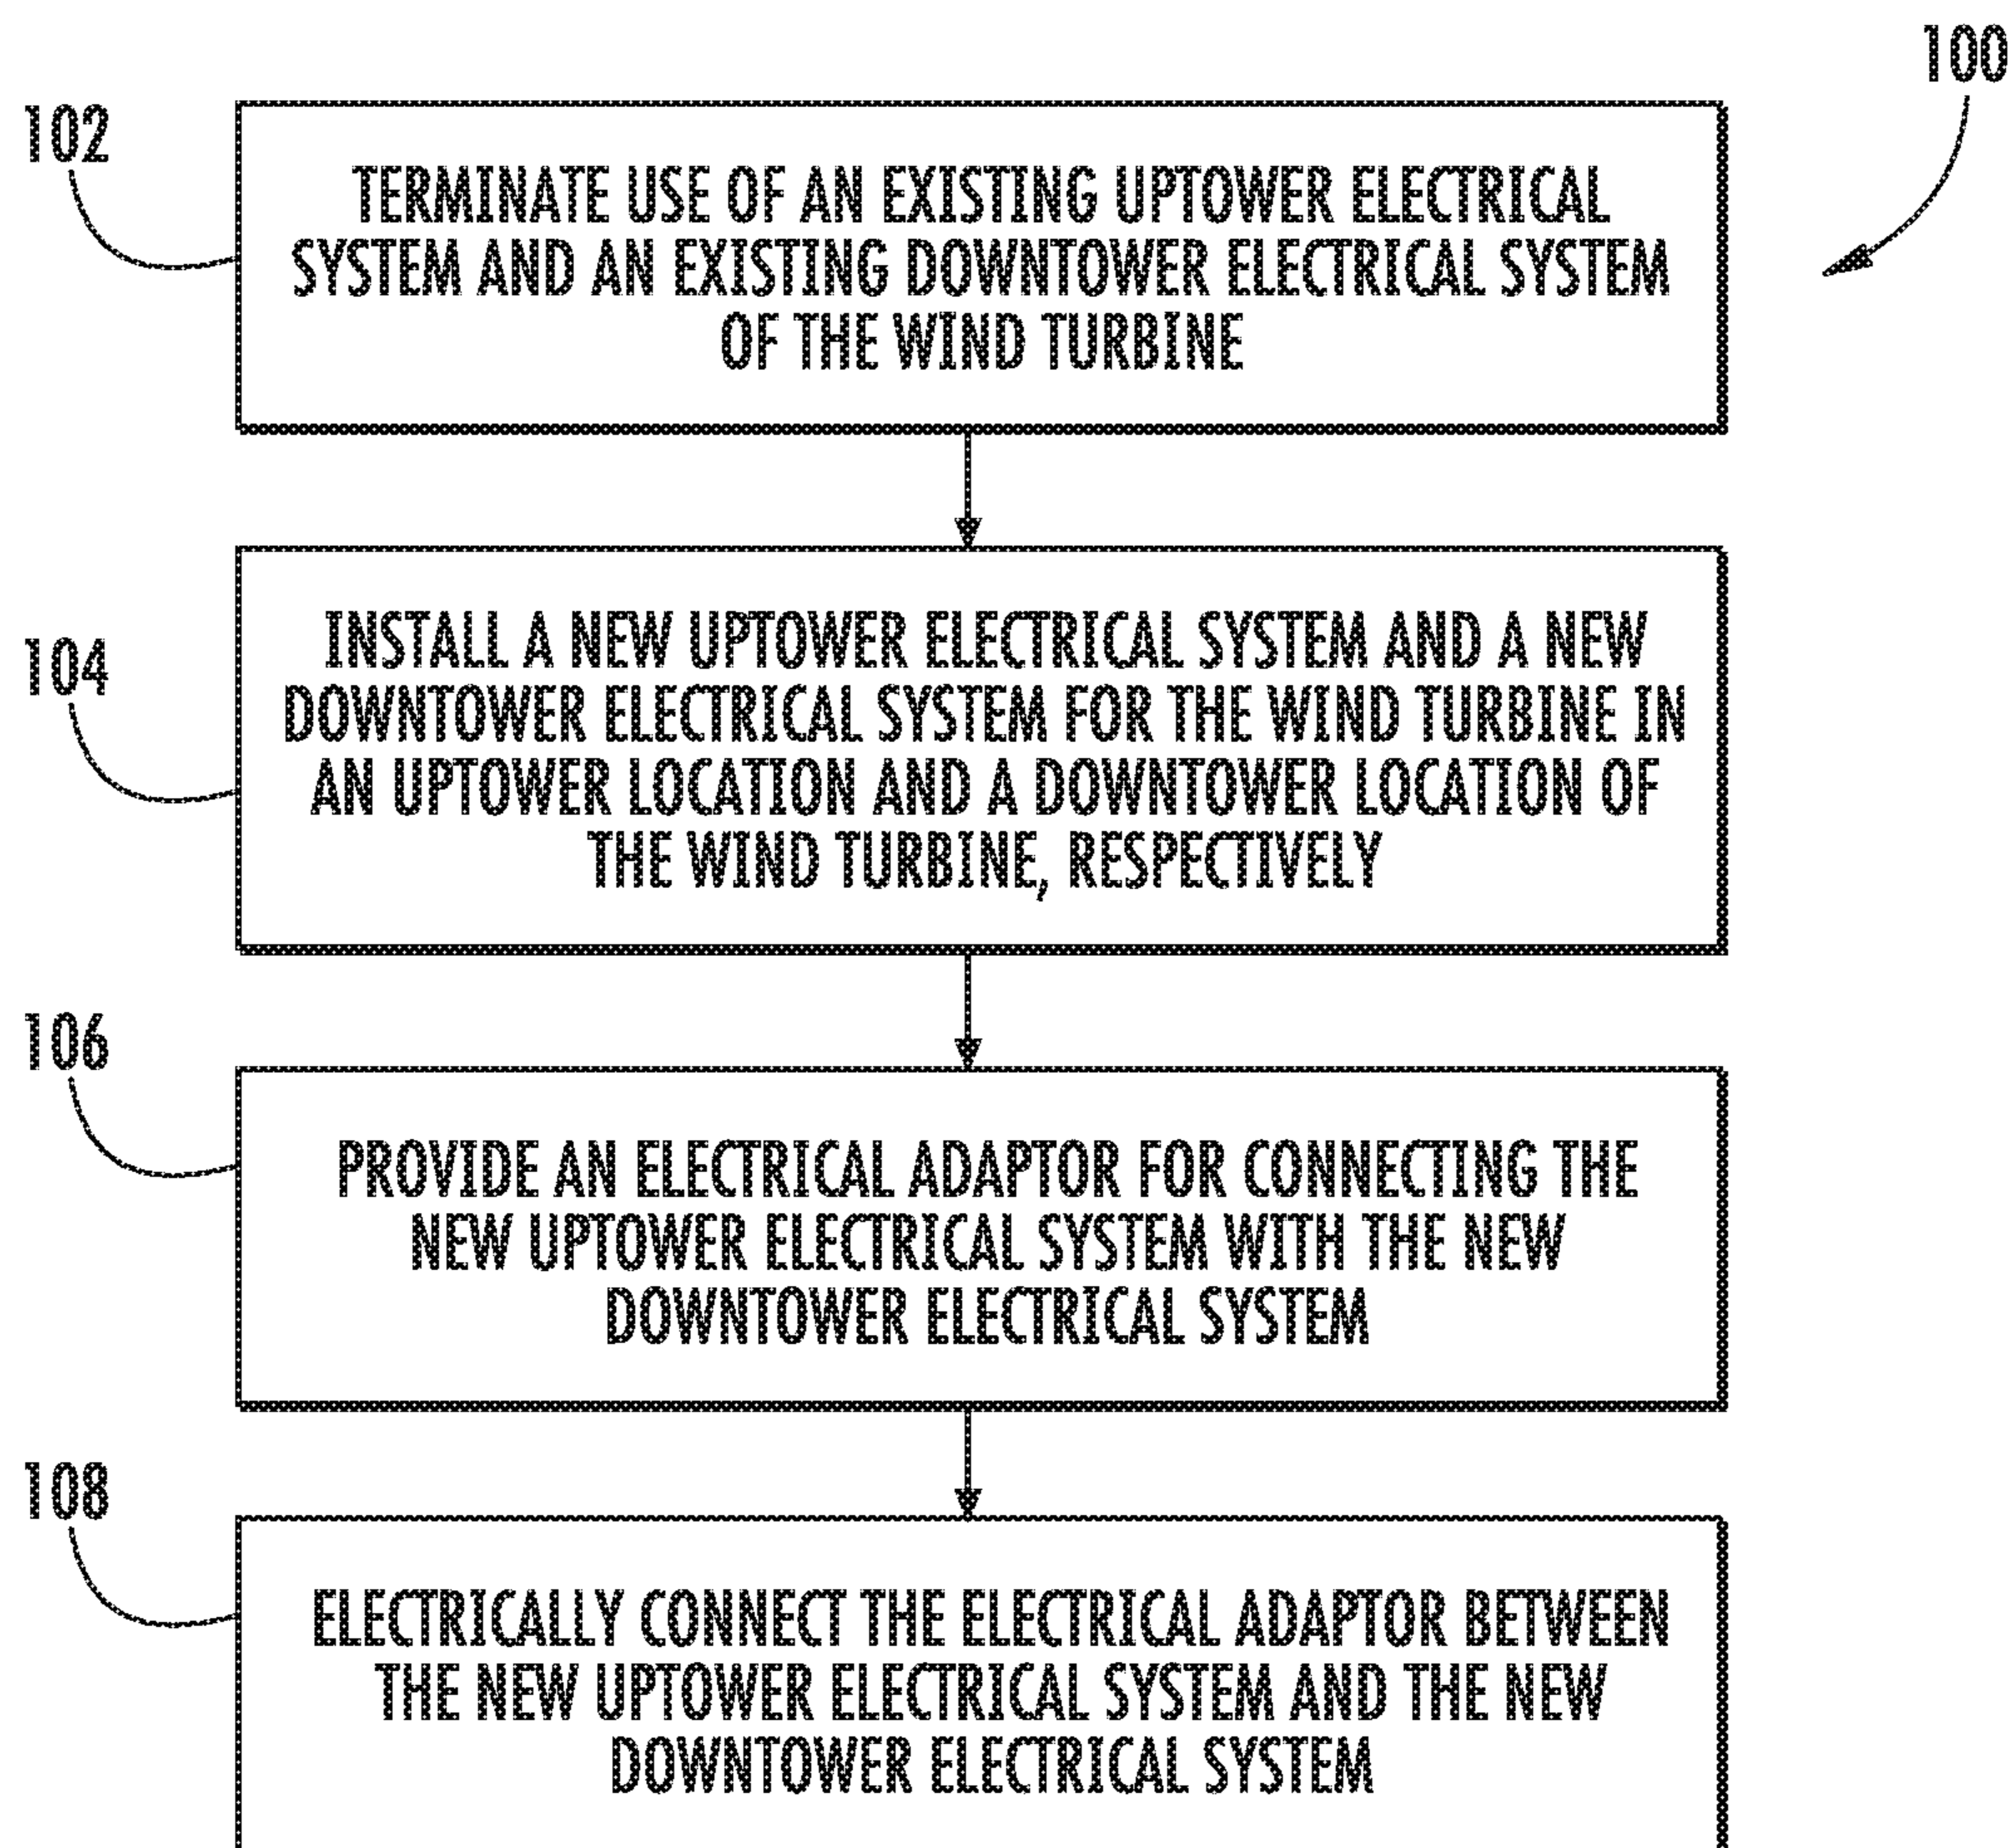 100
102
TERMINATE USE OF AN EXISTING UPTOWER ELECTRICAL
SYSTEM AND AN EXISTING DOWNTOWER ELECTRICAL SYSTEM
OF THE WIND TURBINE
104
INSTALL A NEW UPTOWER ELECTRICAL SYSTEM AND A NEW
DOWNTOWER ELECTRICAL SYSTEM FOR THE WIND TURBINE IN
AN UPTOWER LOCATION AND A DOWNTOWER LOCATION OF
THE WIND TURBINE, RESPECTIVELY
106
PROVIDE AN ELECTRICAL ADAPTOR FOR CONNECTING THE
NEW UPTOWER ELECTRICAL SYSTEM WITH THE NEW
DOWNTOWER ELECTRICAL SYSTEM
108
ELECTRICALLY CONNECT THE ELECTRICAL ADAPTOR BETWEEN
THE NEW UPTOWER ELECTRICAL SYSTEM AND THE NEW
DOWNTOWER ELECTRICAL SYSTEM